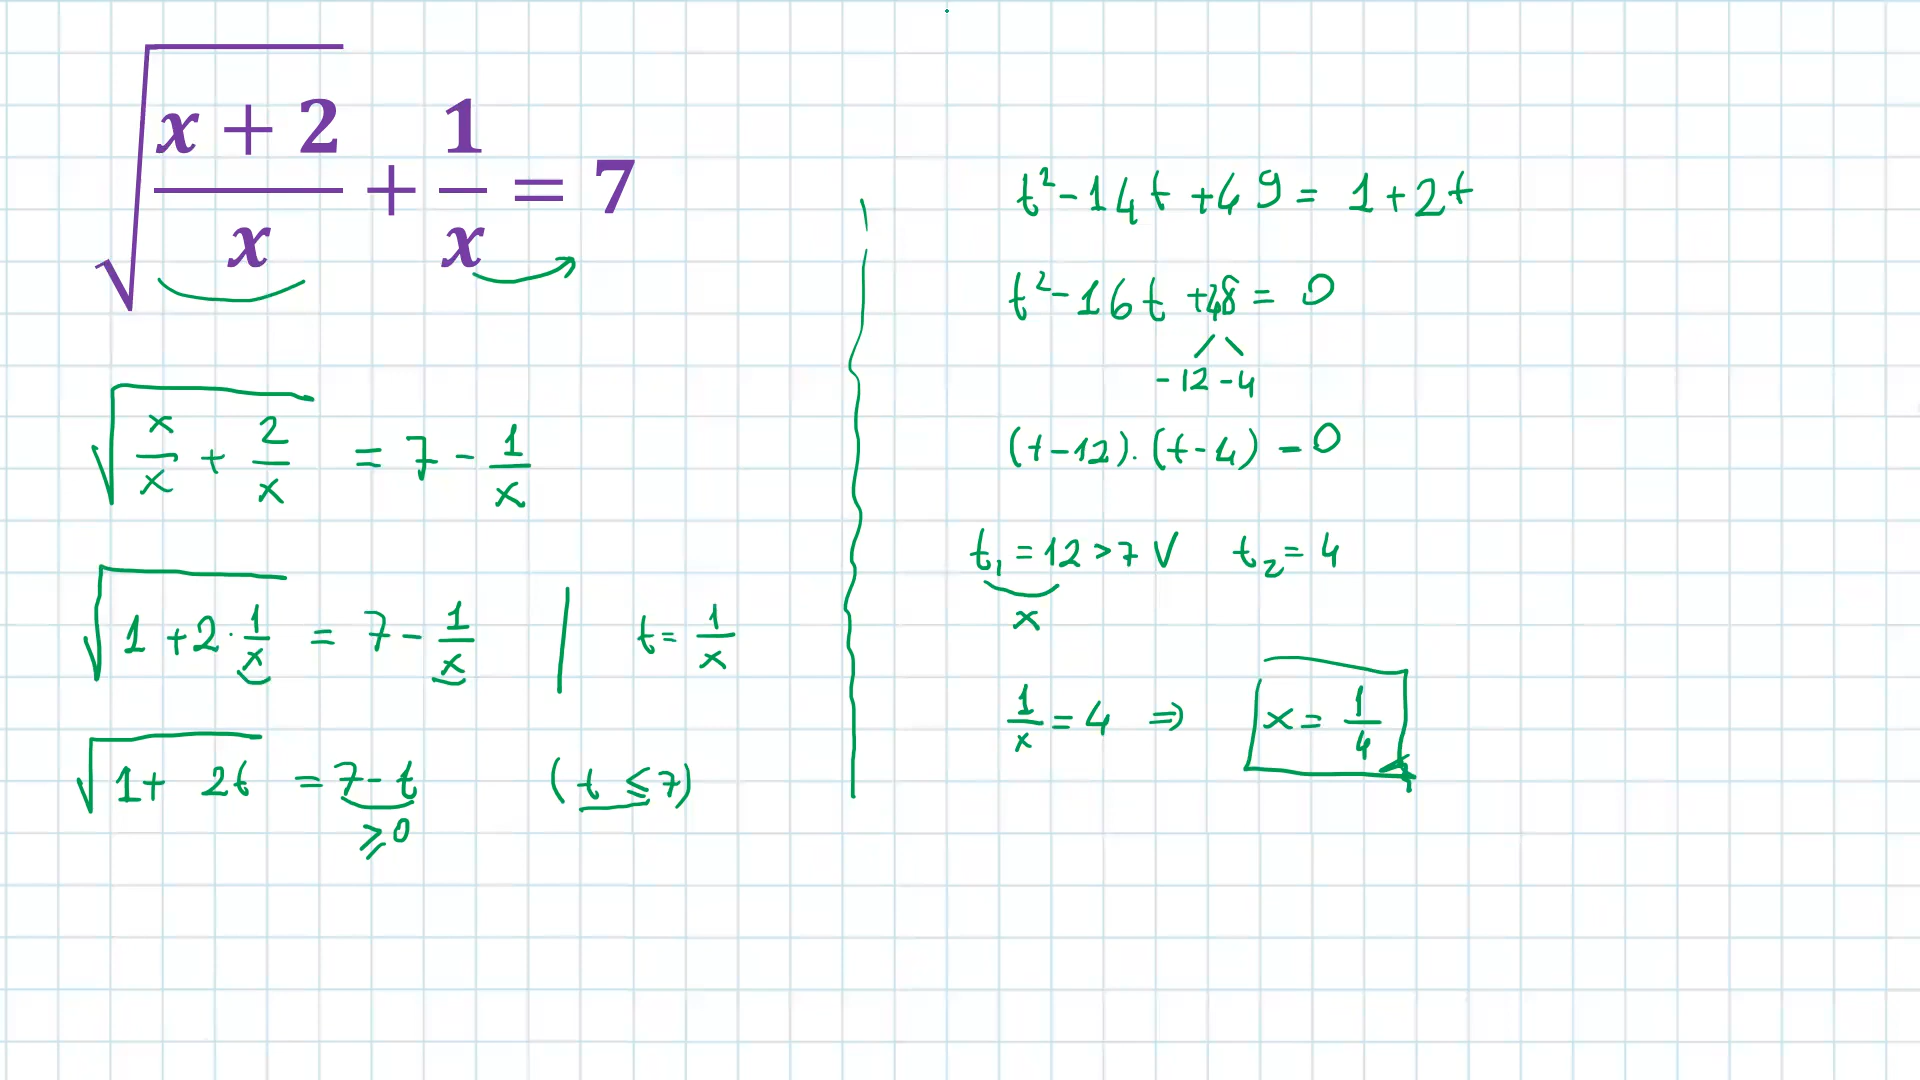 √((x + 2)/x) + 1/x = 7
√(x/x + 2/x) = 7 - 1/x
√(1 + 2 · 1/x) = 7 - 1/x | t = 1/x
√(1 + 2t) = 7 - t (t ≤ 7)
≥ 0
t² - 14t + 49 = 1 + 2t
t² - 16t + 48 = 0
-12 -4
(t - 12) · (t - 4) = 0
t₁ = 12 > 7 V t₂ = 4
x
1/x = 4 ⇒ x = 1/4